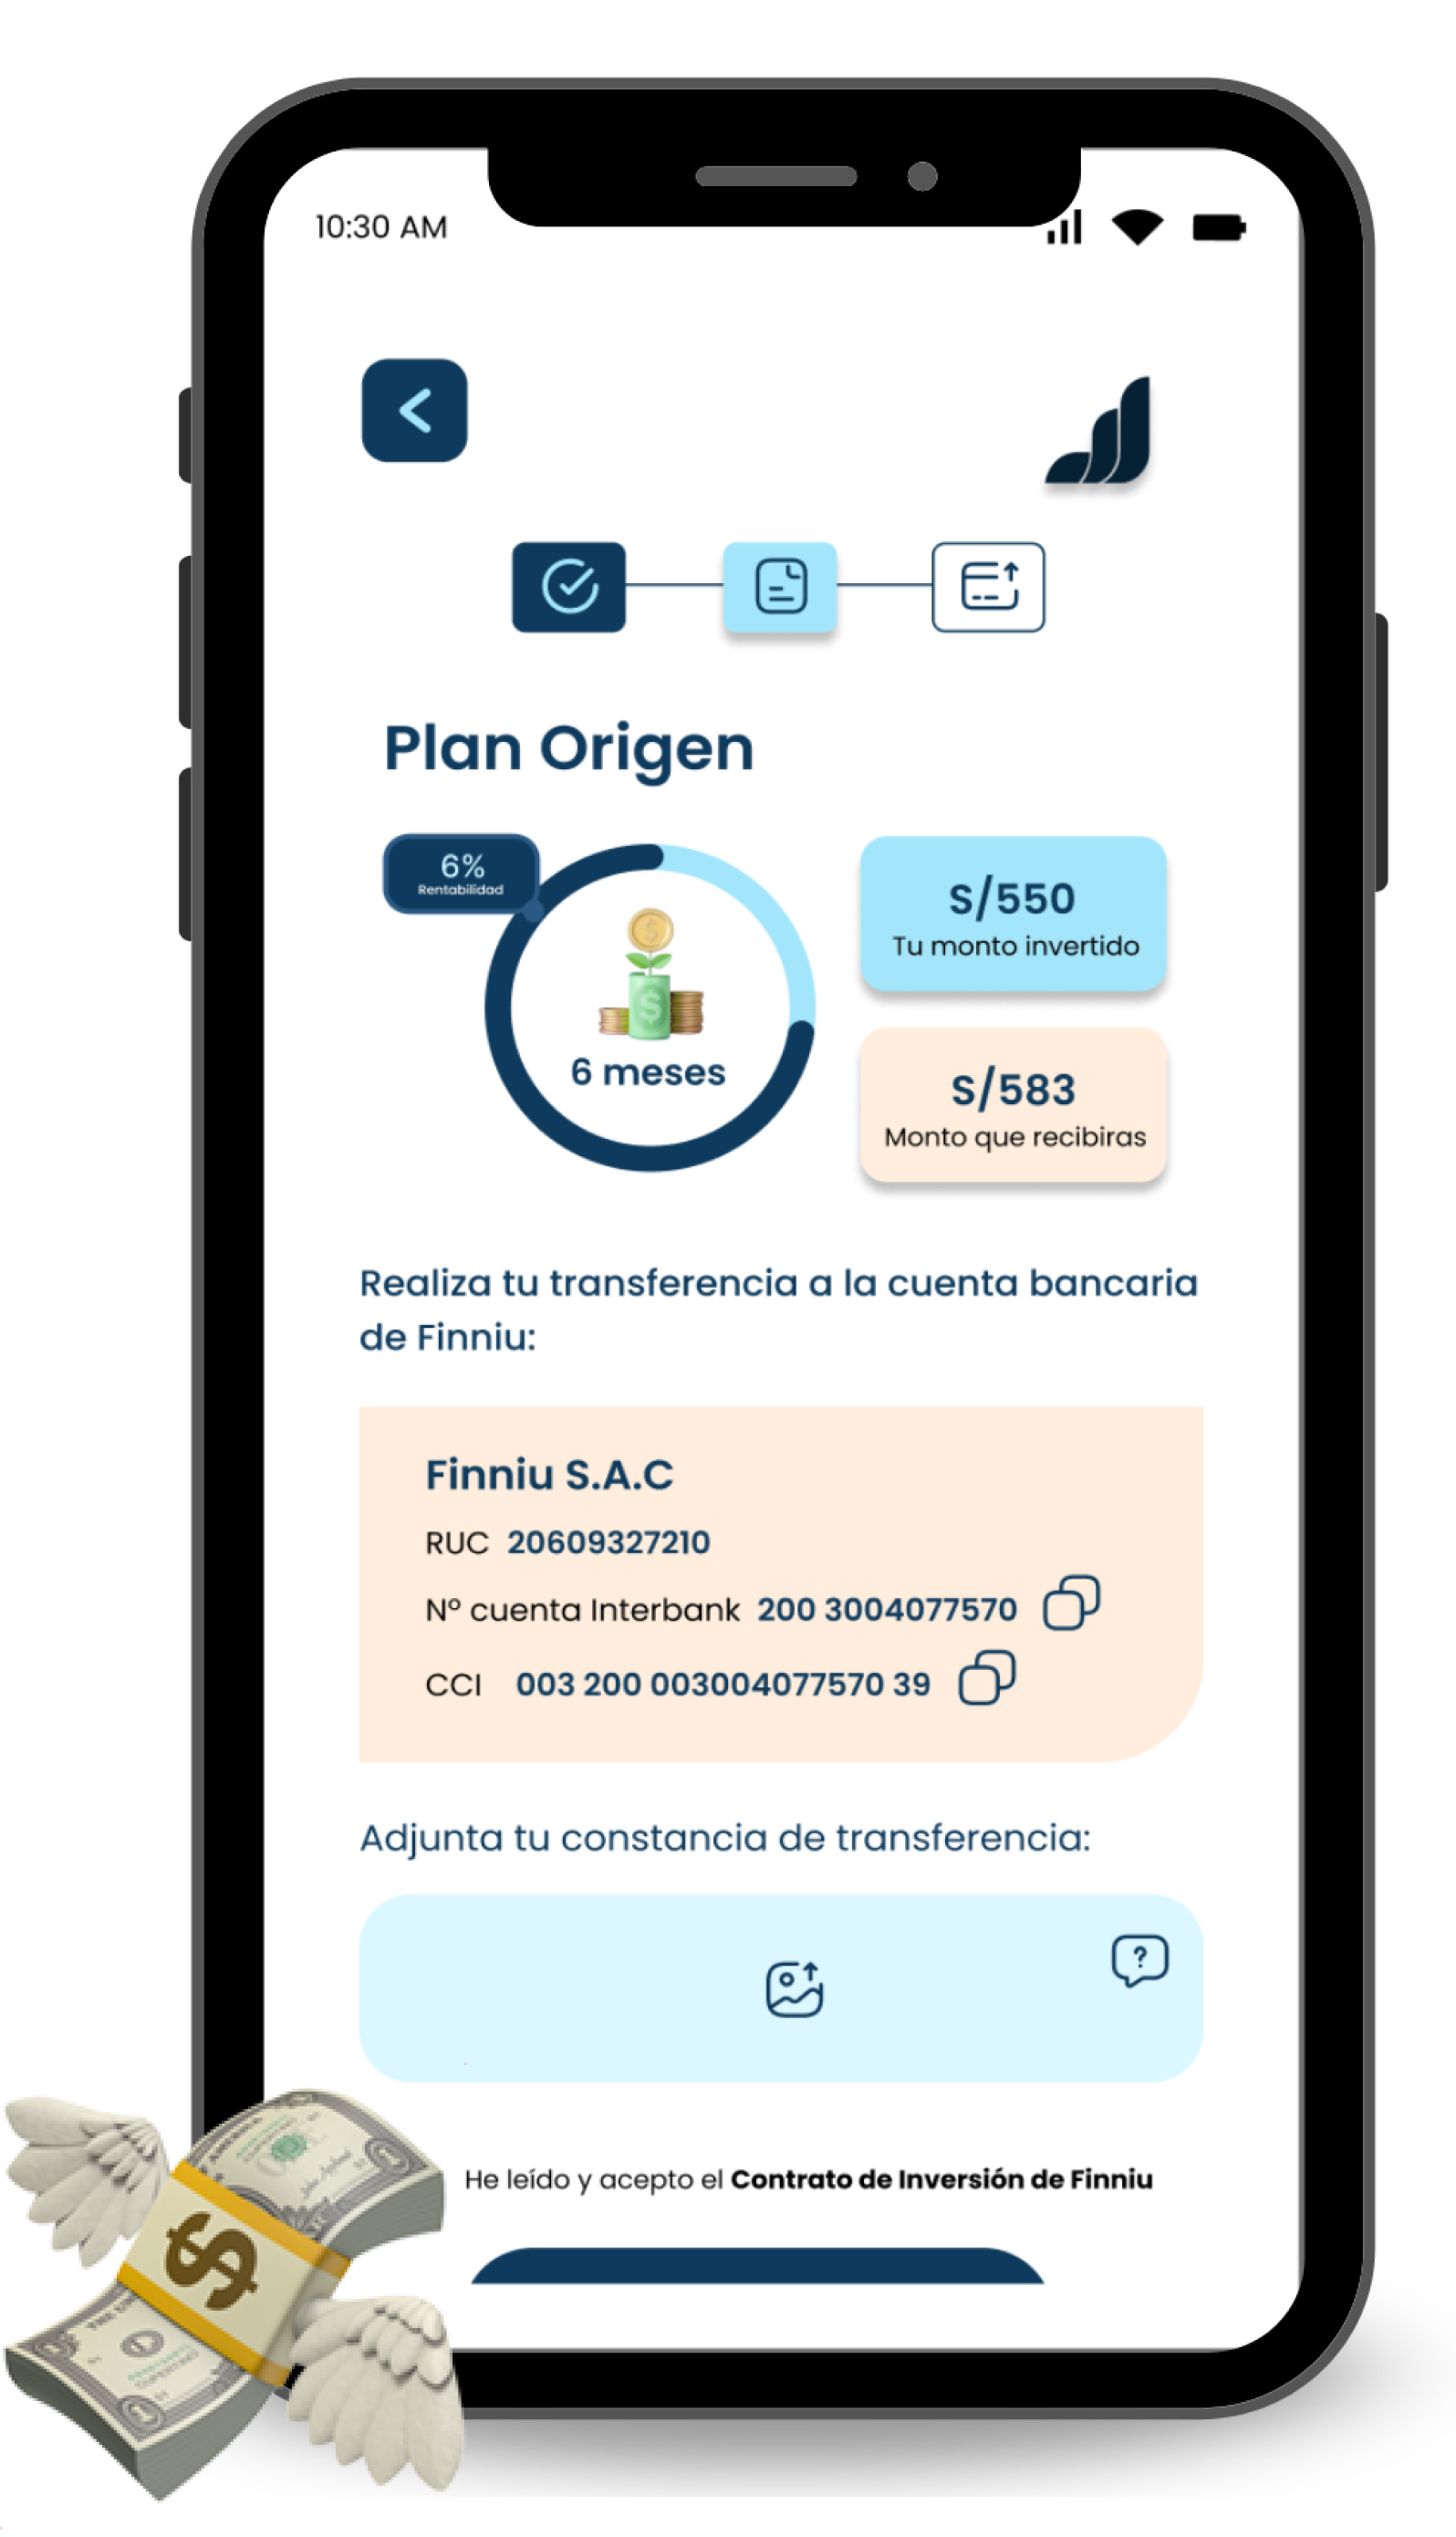 10:30 AM
Plan Origen
6%
Rentabilidad
6 meses
S/550
Tu monto invertido
S/583
Monto que recibiras
Realiza tu transferencia a la cuenta bancaria
de Finniu:
Finniu S.A.C
RUC 20609327210
Nº cuenta Interbank 200 3004077570
CCI 003 200 003004077570 39
Adjunta tu constancia de transferencia:
?
He leído y acepto el Contrato de Inversión de Finniu
$